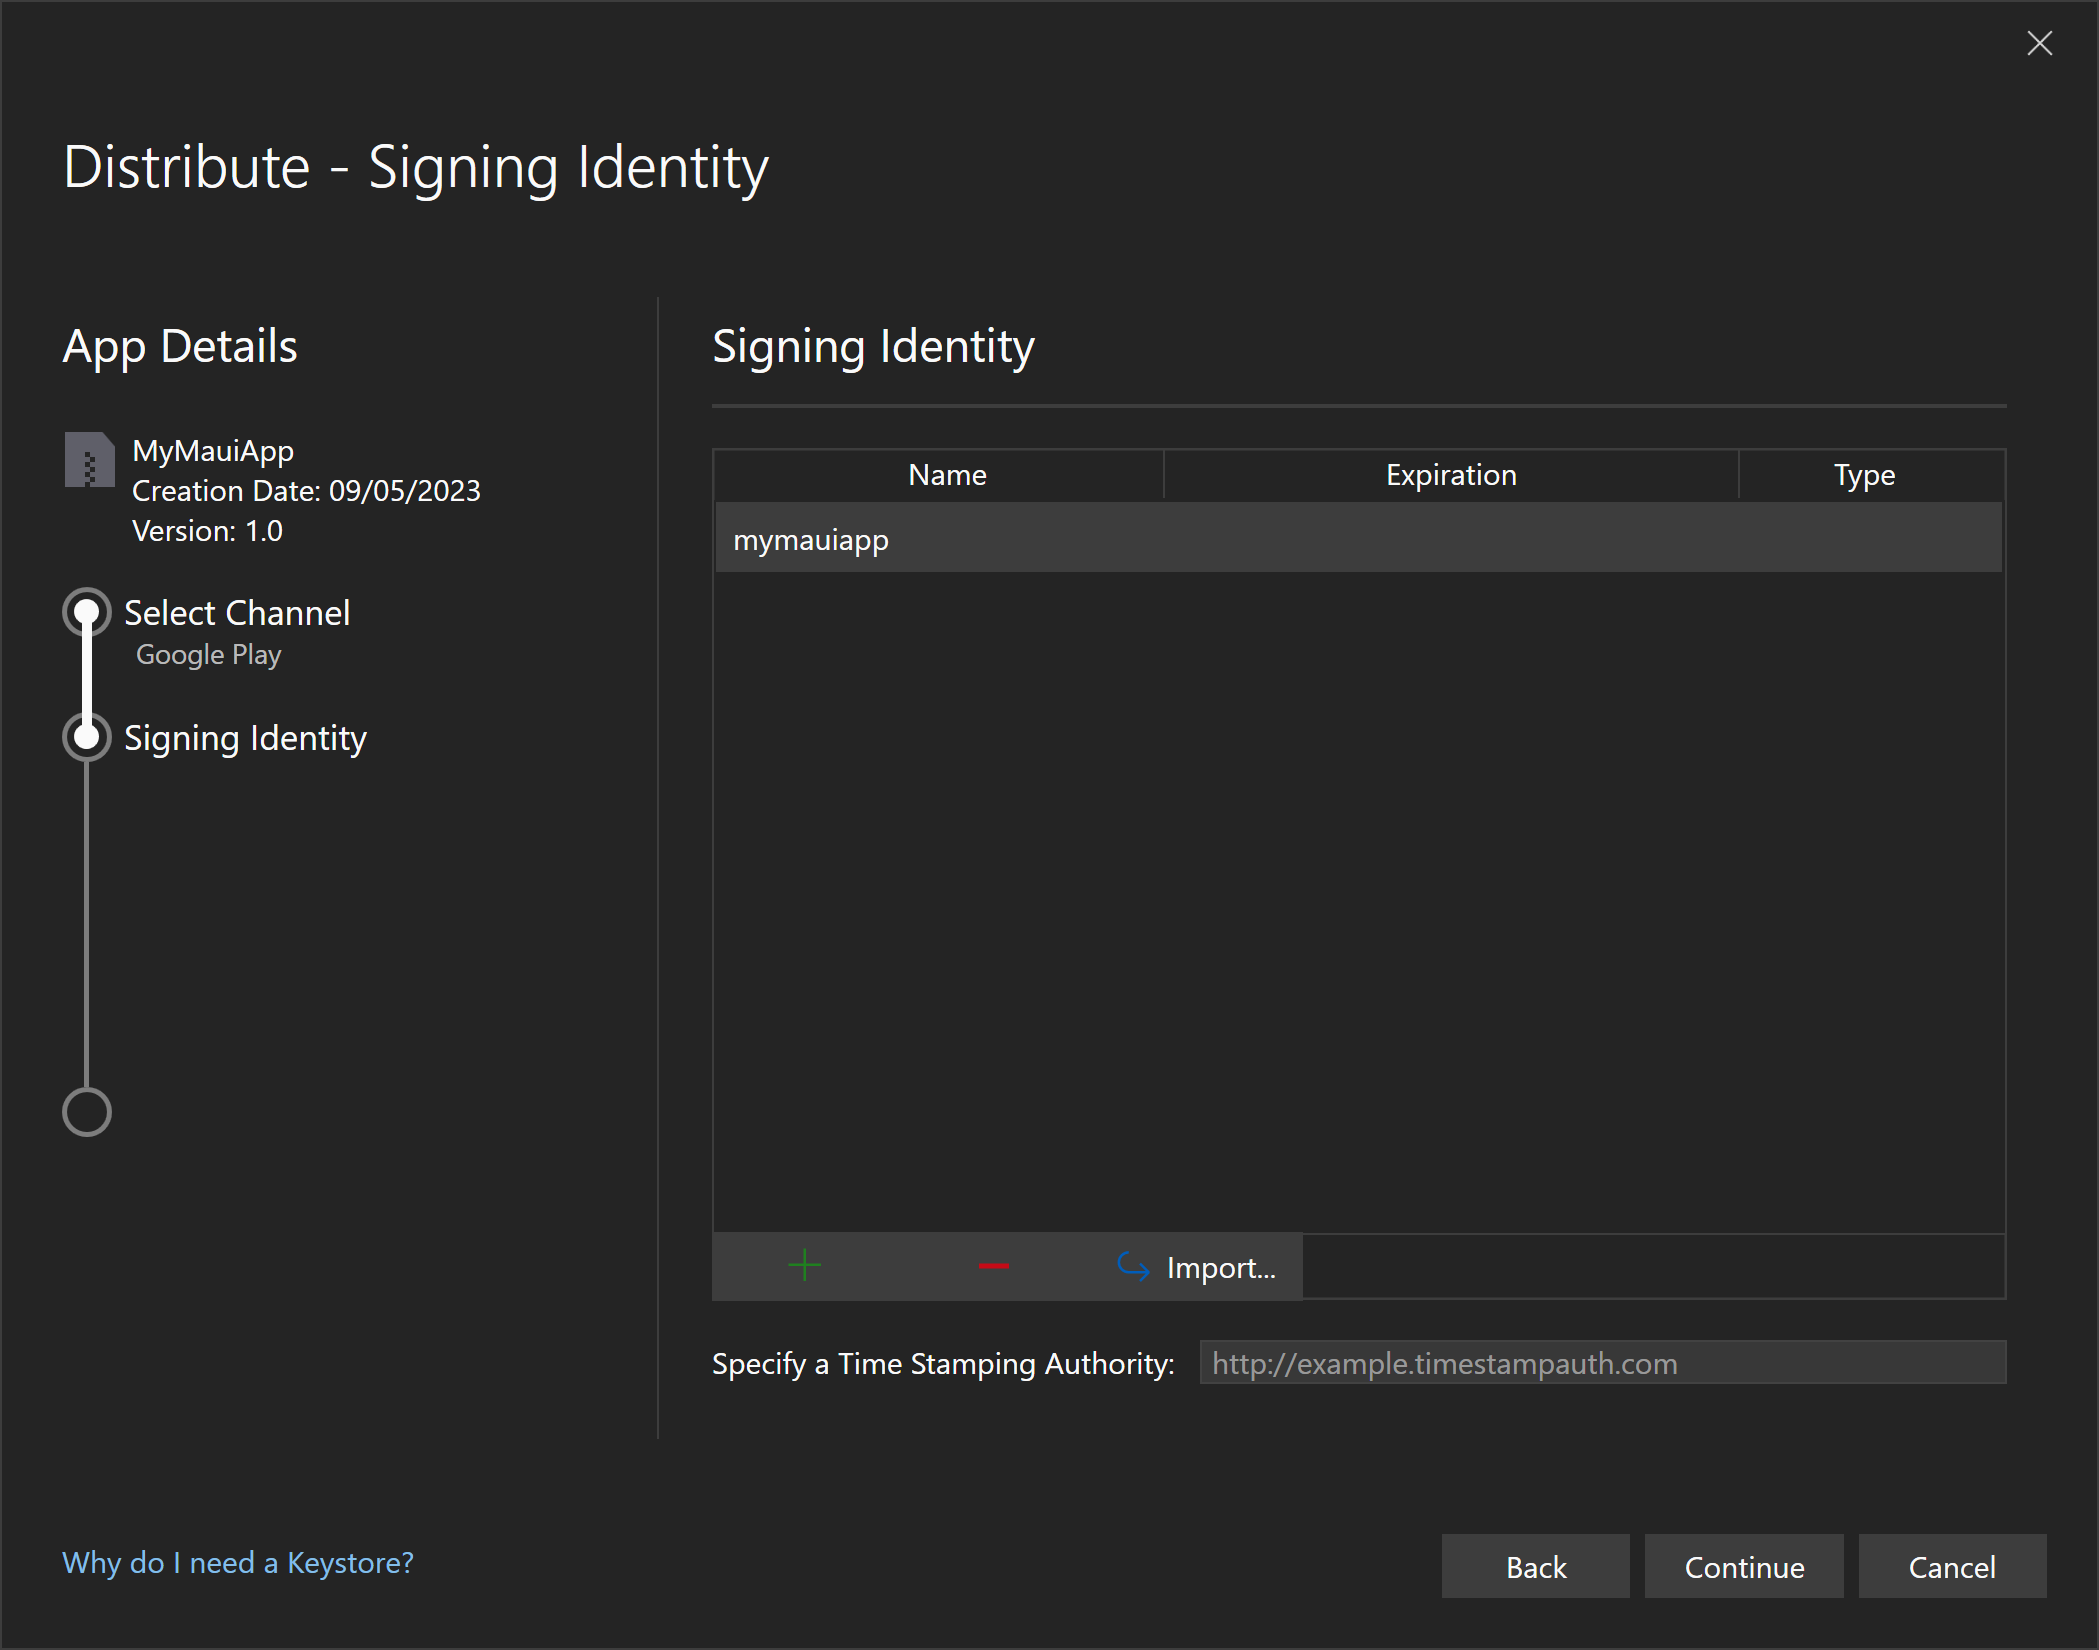 Distribute - Signing Identity
App Details
MyMauiApp
Creation Date: 09/05/2023
Version: 1.0
Select Channel
Google Play
Signing Identity
Signing Identity
Name Expiration Type
mymauiapp
Import...
Specify a Time Stamping Authority: http://example.timestampauth.com
Why do I need a Keystore?
Back Continue Cancel